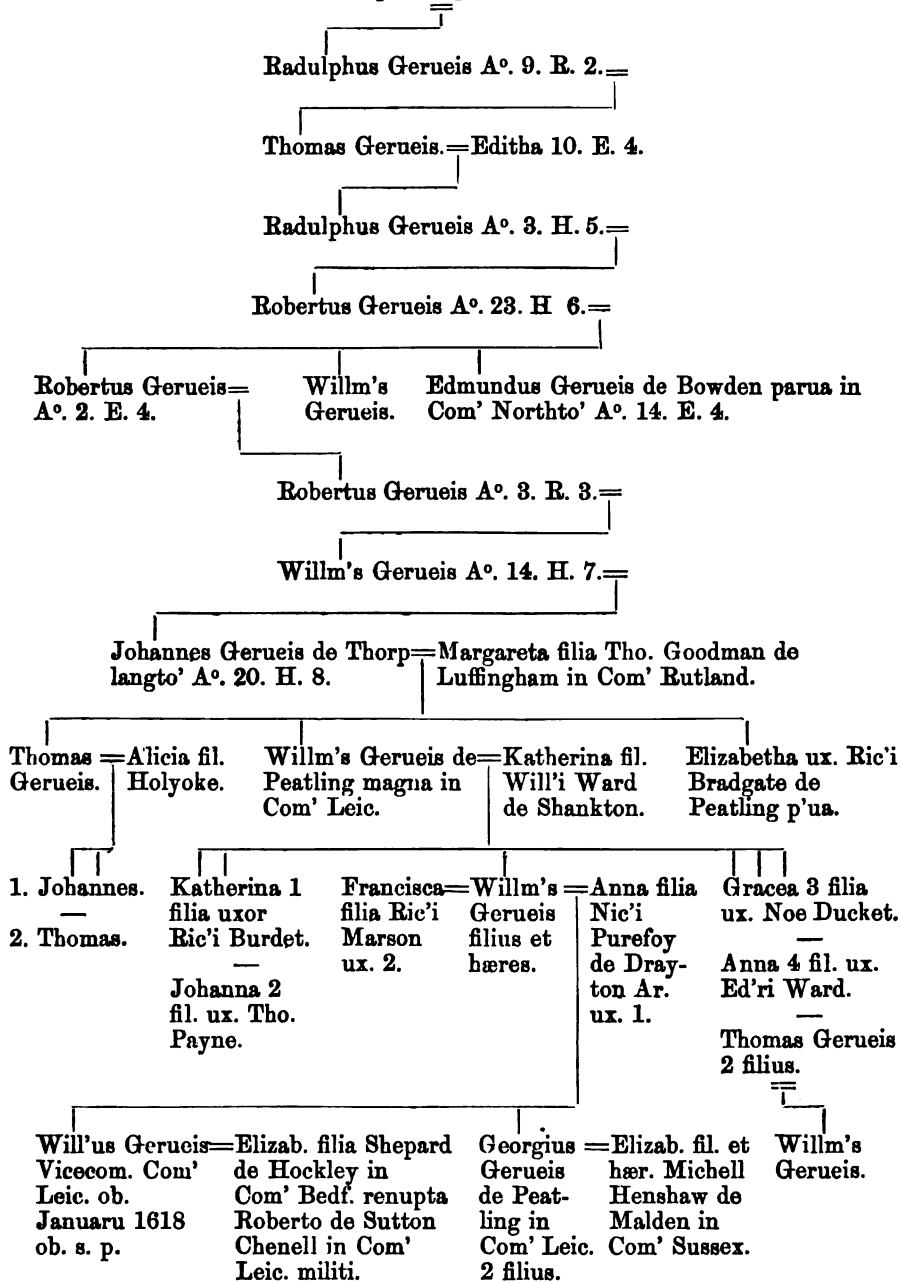 Radulphus Gerueis Aº. 9. R. 2.=
Thomas Gerueis.=Editha 10. E. 4.
Radulphus Gerueis Aº. 3. H. 5.=
Robertus Gerueis Aº. 23. H 6.=
Robertus Gerueis=
Aº. 2. E. 4.
Willm's
Gerueis.
Edmundus Gerueis de Bowden parua in
Com' Northto' Aº. 14. E. 4.
Robertus Gerueis Aº. 3. R. 3.=
Willm's Gerueis Aº. 14. H. 7.=
Johannes Gerueis de Thorp=
langto' Aº. 20. H. 8.
Margareta filia Tho. Goodman de
Luffingham in Com' Rutland.
Thomas =
Gerueis.
Alicia fil.
Holyoke.
Willm's Gerueis de=
Peatling magna in
Com' Leic.
Katherina fil.
Will'i Ward
de Shankton.
Elizabetha ux. Ric'i
Bradgate de
Peatling p'ua.
1. Johannes.
—
2. Thomas.
Katherina 1
filia uxor
Ric'i Burdet.
—
Johanna 2
fil. ux. Tho.
Payne.
Francisca=
filia Ric'i
Marson
ux. 2.
Willm's =
Gerueis
filius et
hæres.
Anna filia
Nic'i
Purefoy
de Dray-
ton Ar.
ux. 1.
Gracea 3 filia
ux. Noe Ducket.
—
Anna 4 fil. ux.
Ed'ri Ward.
—
Thomas Gerueis
2 filius.
=
Will'us Gerueis=
Vicecom. Com'
Leic. ob.
Januaru 1618
ob. s. p.
Elizab. filia Shepard
de Hockley in
Com' Bedf. renupta
Roberto de Sutton
Chenell in Com'
Leic. militi.
Georgius =
Gerueis
de Peat-
ling in
Com' Leic.
2 filius.
Elizab. fil. et
hær. Michell
Henshaw de
Malden in
Com' Sussex.
Willm's
Gerueis.